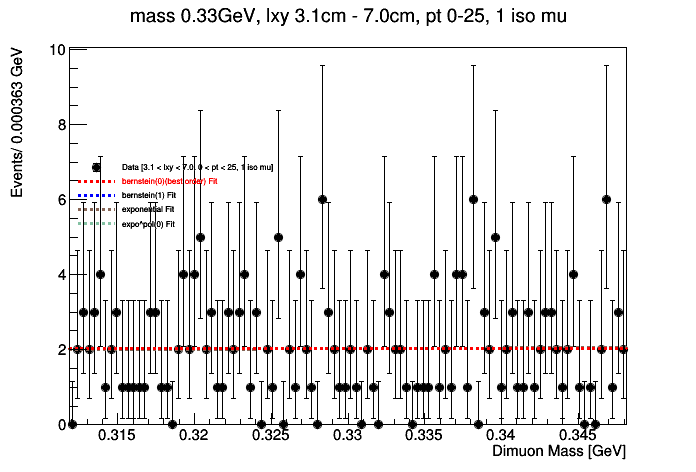 mass 0.33GeV, lxy 3.1cm - 7.0cm, pt 0-25, 1 iso mu
Events/ 0.000363 GeV
10
8
6
4
2
0
Data [3.1 < lxy < 7.0, 0 < pt < 25, 1 iso mu]
bernstein(0)(best order) Fit
bernstein(1) Fit
exponential Fit
expo*pol(0) Fit
0.315 0.32 0.325 0.33 0.335 0.34 0.345
Dimuon Mass [GeV]